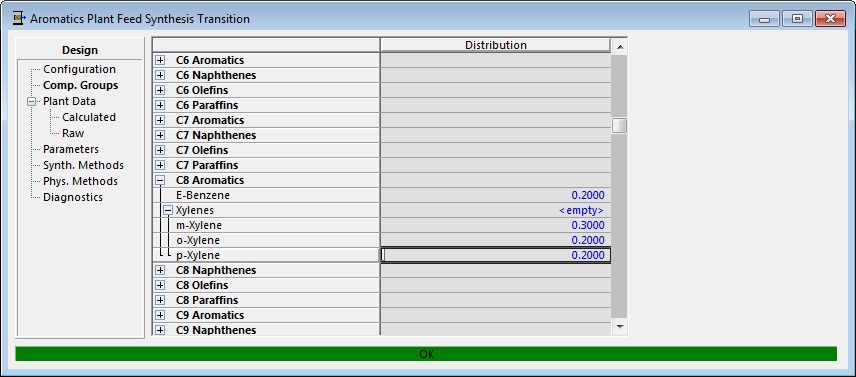 Aromatics Plant Feed Synthesis Transition
Design
Configuration
Comp. Groups
Plant Data
Calculated
Raw
Parameters
Synth. Methods
Phys. Methods
Diagnostics
Distribution
C6 Aromatics
C6 Naphthenes
C6 Olefins
C6 Paraffins
C7 Aromatics
C7 Naphthenes
C7 Olefins
C7 Paraffins
C8 Aromatics
E-Benzene 0.2000
Xylenes <empty>
m-Xylene 0.3000
o-Xylene 0.2000
p-Xylene 0.2000
C8 Naphthenes
C8 Olefins
C8 Paraffins
C9 Aromatics
C9 Naphthenes
OK